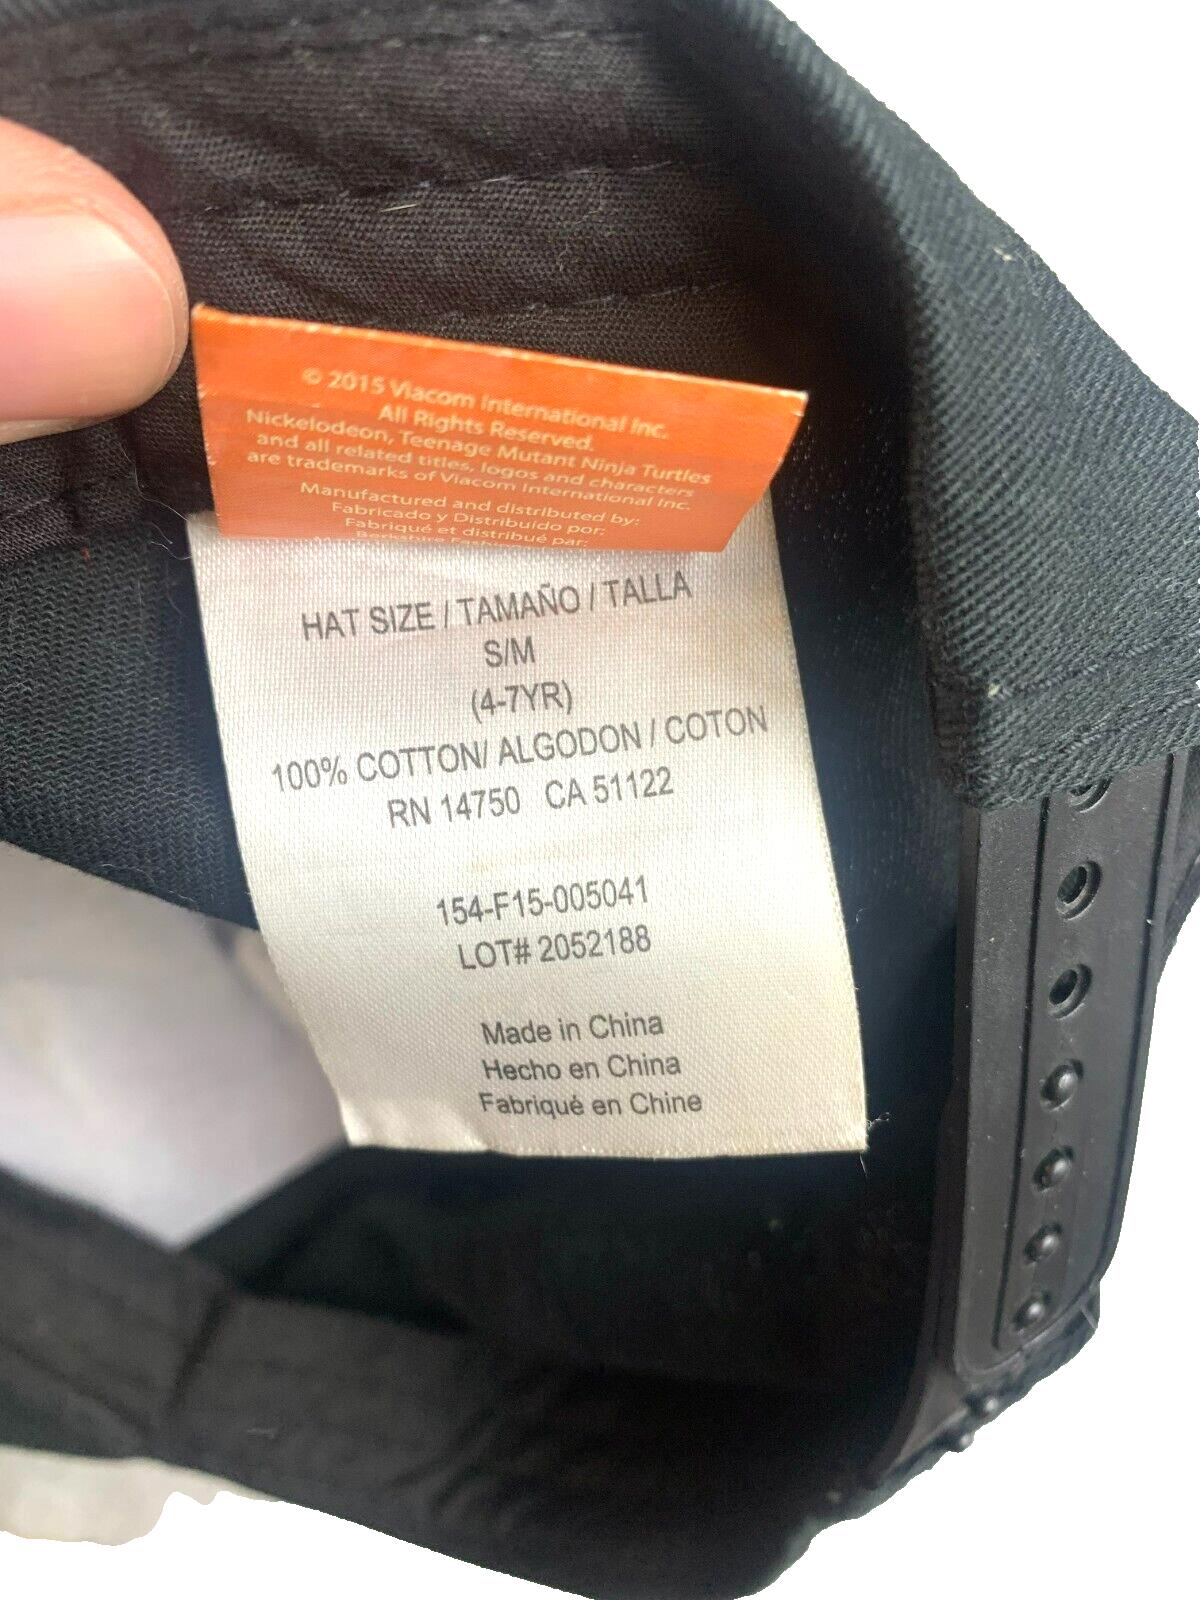 © 2015 Viacom International Inc.
All Rights Reserved.
Nickelodeon, Teenage Mutant Ninja Turtles
and all related titles, logos and characters
are trademarks of Viacom International Inc.
Manufactured and distributed by:
Fabricado y Distribuido por:
Fabriqué et distribué par:
Berkshire
HAT SIZE / TAMAÑO / TALLA
S/M
(4-7YR)
100% COTTON/ ALGODON / COTON
RN 14750 CA 51122
154-F15-005041
LOT# 2052188
Made in China
Hecho en China
Fabriqué en Chine